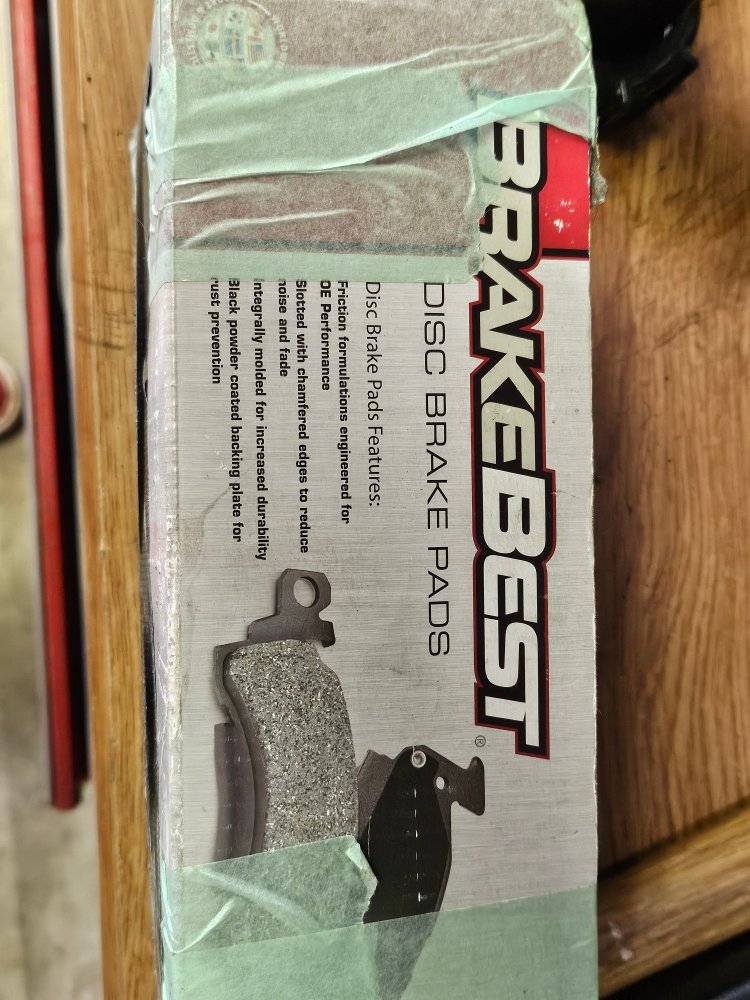 BRAKEBEST®
DISC BRAKE PADS
Disc Brake Pads Features:
Friction formulations engineered for
OE Performance
Slotted with chamfered edges to reduce
noise and fade
Integrally molded for increased durability
Black powder coated backing plate for
rust prevention